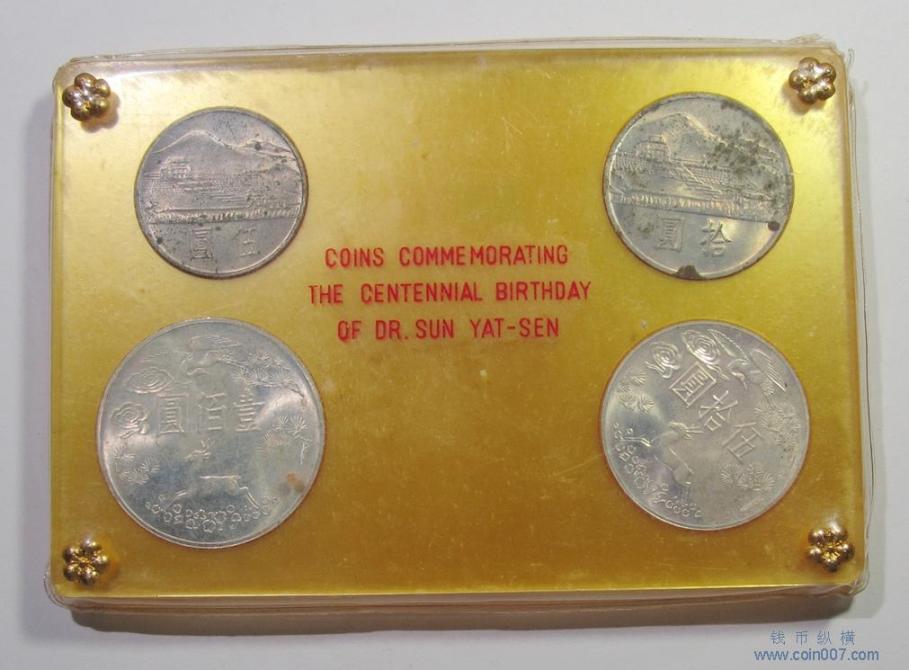 伍圓
拾圓
COINS COMMEMORATING
THE CENTENNIAL BIRTHDAY
OF DR. SUN YAT-SEN
壹佰圓
伍拾圓
钱币纵横
www.coin007.com